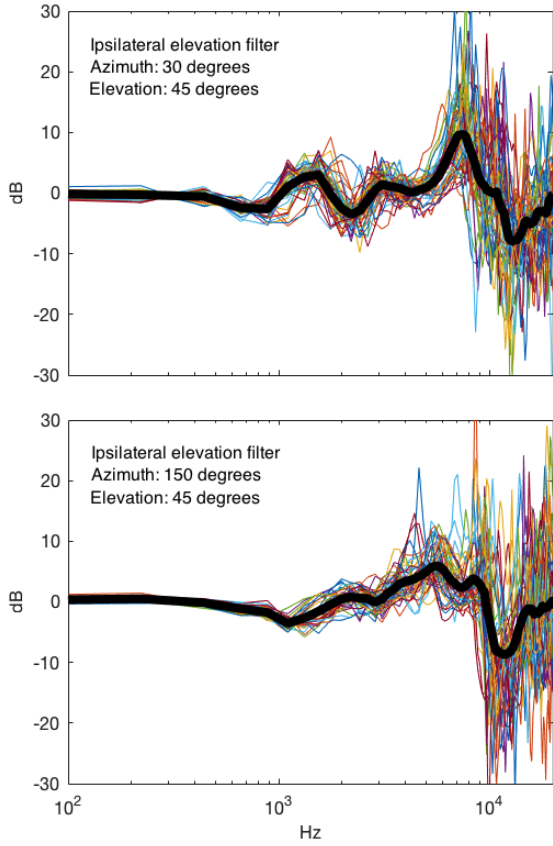 30
20
10
0
-10
-20
-30
dB
Ipsilateral elevation filter
Azimuth: 30 degrees
Elevation: 45 degrees
30
20
10
0
-10
-20
-30
dB
Ipsilateral elevation filter
Azimuth: 150 degrees
Elevation: 45 degrees
10² 10³ 10⁴
Hz